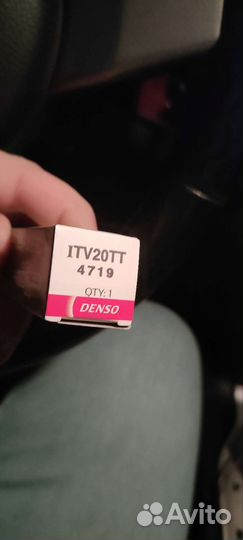 ITV20TT
4719
QTY: 1
DENSO
Avito